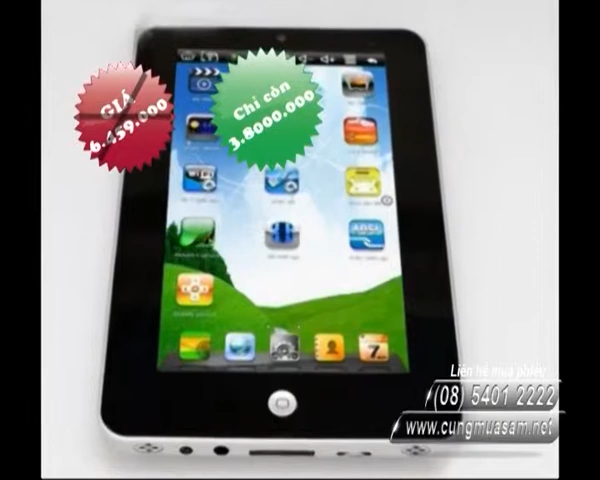 GIÁ
6.459.000
Chỉ còn
3.8000.000
Liên hệ mua phiếu
(08) 5401 2222
www.cungmuasam.net